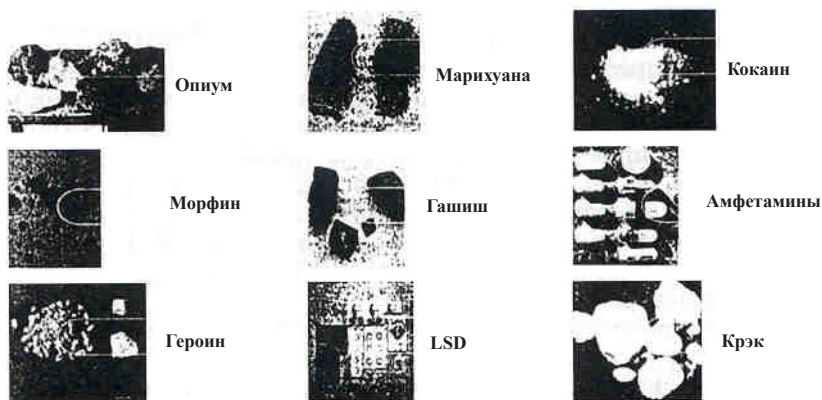 Опиум
Марихуана
Кокаин
Морфин
Гашиш
Амфетамины
Героин
LSD
Крэк